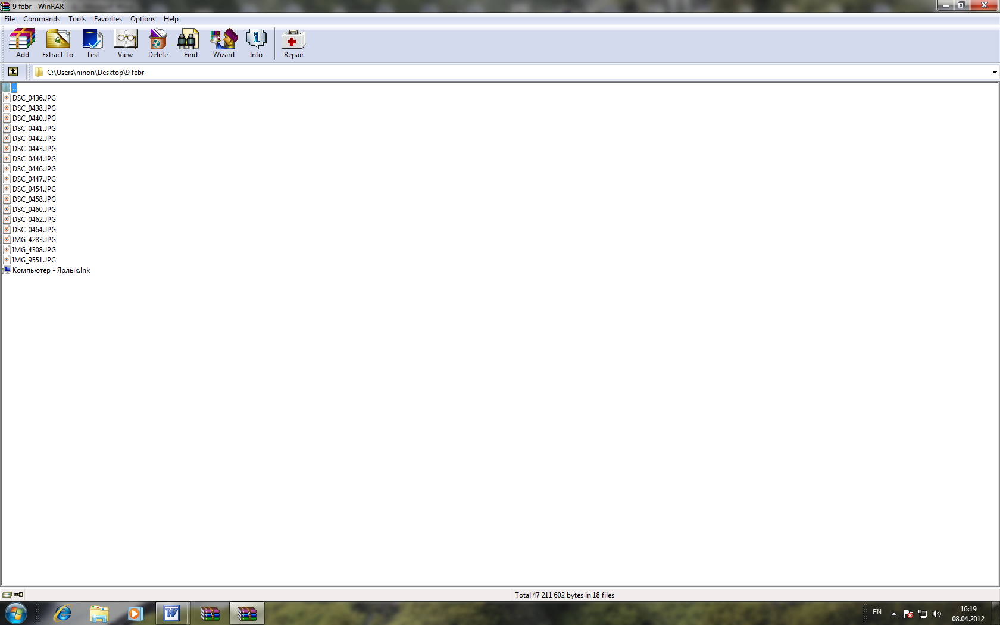 9 febr - WinRAR
File Commands Tools Favorites Options Help
Add Extract To Test View Delete Find Wizard Info Repair
C:\Users\ninon\Desktop\9 febr
..
DSC_0436.JPG
DSC_0438.JPG
DSC_0440.JPG
DSC_0441.JPG
DSC_0442.JPG
DSC_0443.JPG
DSC_0444.JPG
DSC_0446.JPG
DSC_0447.JPG
DSC_0454.JPG
DSC_0458.JPG
DSC_0460.JPG
DSC_0462.JPG
DSC_0464.JPG
IMG_4283.JPG
IMG_4308.JPG
IMG_9551.JPG
Компьютер - Ярлык.lnk
Total 47 211 602 bytes in 18 files
EN
16:19
08.04.2012